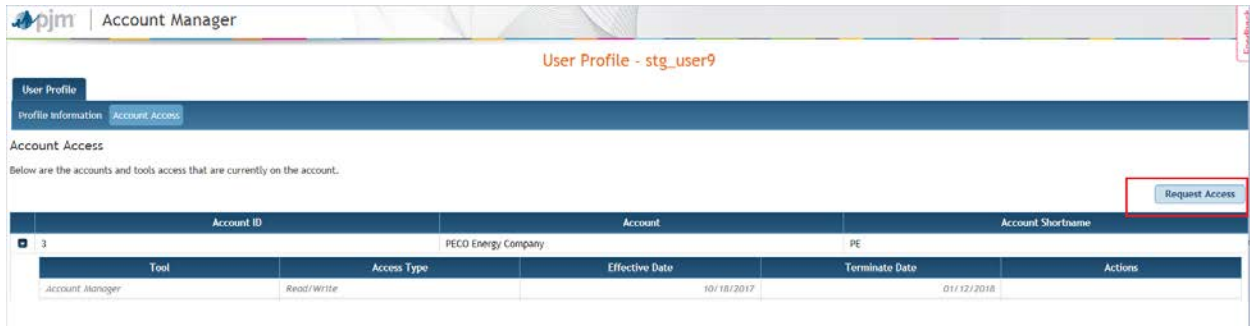 pjm | Account Manager
Feedback
User Profile - stg_user9
User Profile
Profile Information Account Access
Account Access
Below are the accounts and tools access that are currently on the account.
Request Access
Account ID Account Account Shortname
3 PECO Energy Company PE
Tool Access Type Effective Date Terminate Date Actions
Account Manager Read/Write 10/18/2017 01/12/2018